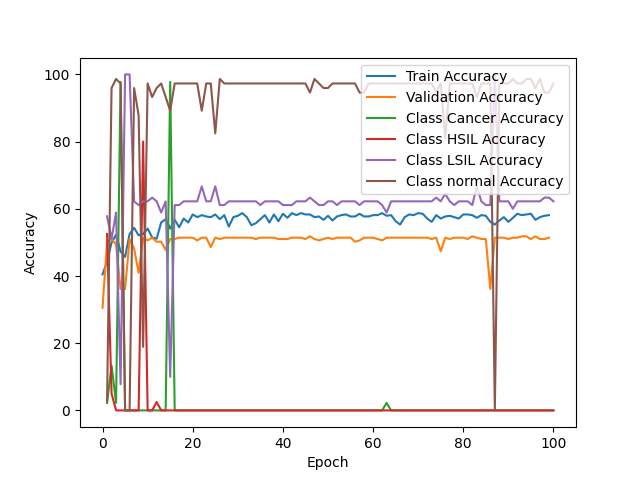 100
80
60
40
20
0
Accuracy
Train Accuracy
Validation Accuracy
Class Cancer Accuracy
Class HSIL Accuracy
Class LSIL Accuracy
Class normal Accuracy
0 20 40 60 80 100
Epoch